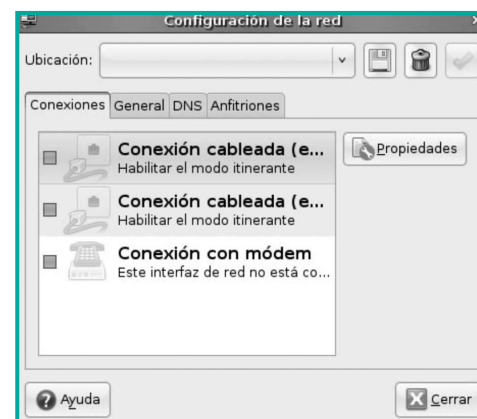 Configuración de la red
Ubicación:
Conexiones General DNS Anfitriones
Conexión cableada (e...
Habilitar el modo itinerante
Propiedades
Conexión cableada (e...
Habilitar el modo itinerante
Conexión con módem
Este interfaz de red no está co...
Ayuda
Cerrar